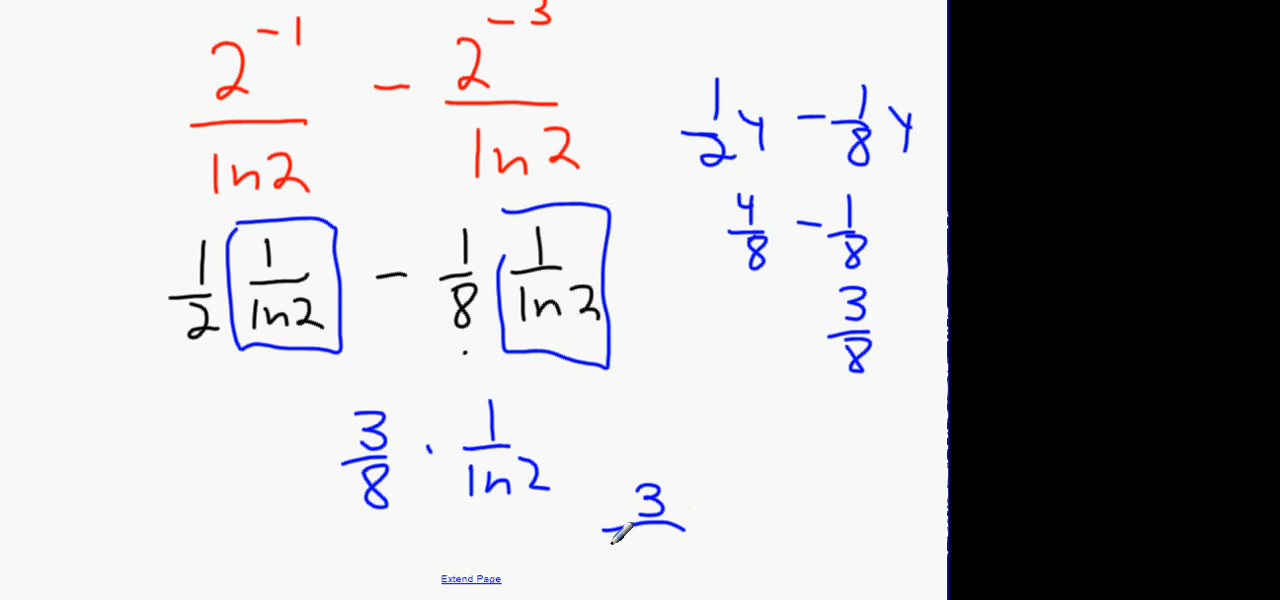 2^-1 / ln2 - 2^-3 / ln2
1/2 1/ln2 - 1/8 1/ln2
3/8 · 1/ln2
3
1/2 y - 1/8 y
4/8 - 1/8
3/8
Extend Page